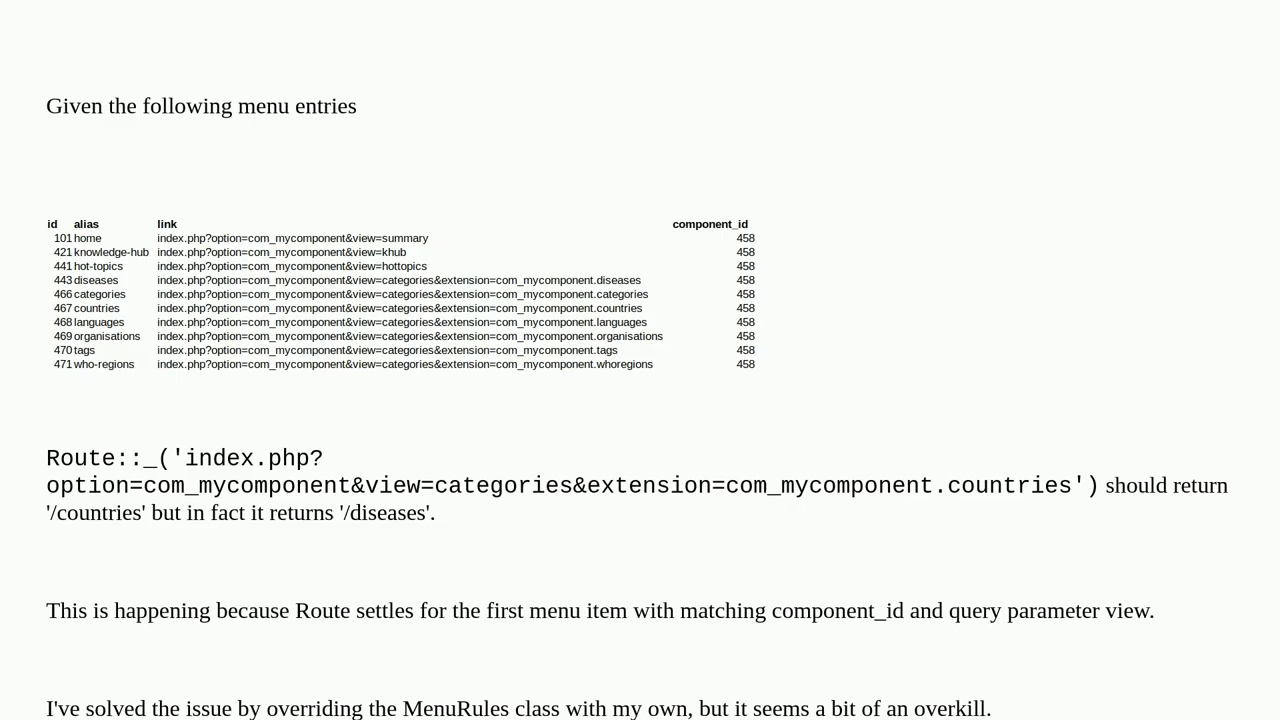 Given the following menu entries
id alias link component_id
101 home index.php?option=com_mycomponent&view=summary 458
421 knowledge-hub index.php?option=com_mycomponent&view=khub 458
441 hot-topics index.php?option=com_mycomponent&view=hottopics 458
443 diseases index.php?option=com_mycomponent&view=categories&extension=com_mycomponent.diseases 458
466 categories index.php?option=com_mycomponent&view=categories&extension=com_mycomponent.categories 458
467 countries index.php?option=com_mycomponent&view=categories&extension=com_mycomponent.countries 458
468 languages index.php?option=com_mycomponent&view=categories&extension=com_mycomponent.languages 458
469 organisations index.php?option=com_mycomponent&view=categories&extension=com_mycomponent.organisations 458
470 tags index.php?option=com_mycomponent&view=categories&extension=com_mycomponent.tags 458
471 who-regions index.php?option=com_mycomponent&view=categories&extension=com_mycomponent.whoregions 458
Route::_('index.php?
option=com_mycomponent&view=categories&extension=com_mycomponent.countries') should return
'/countries' but in fact it returns '/diseases'.
This is happening because Route settles for the first menu item with matching component_id and query parameter view.
I've solved the issue by overriding the MenuRules class with my own, but it seems a bit of an overkill.